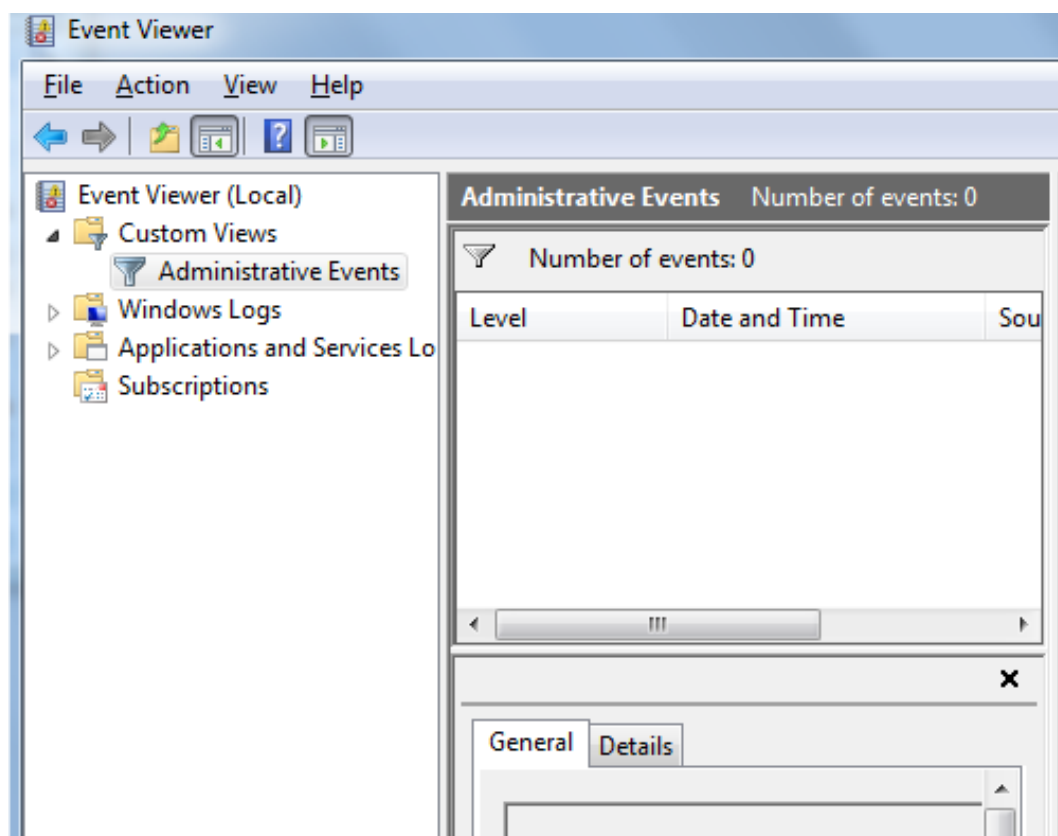 Event Viewer
File Action View Help
Event Viewer (Local)
Custom Views
Administrative Events
Windows Logs
Applications and Services Lo
Subscriptions
Administrative Events Number of events: 0
Number of events: 0
Level Date and Time Sou
General Details